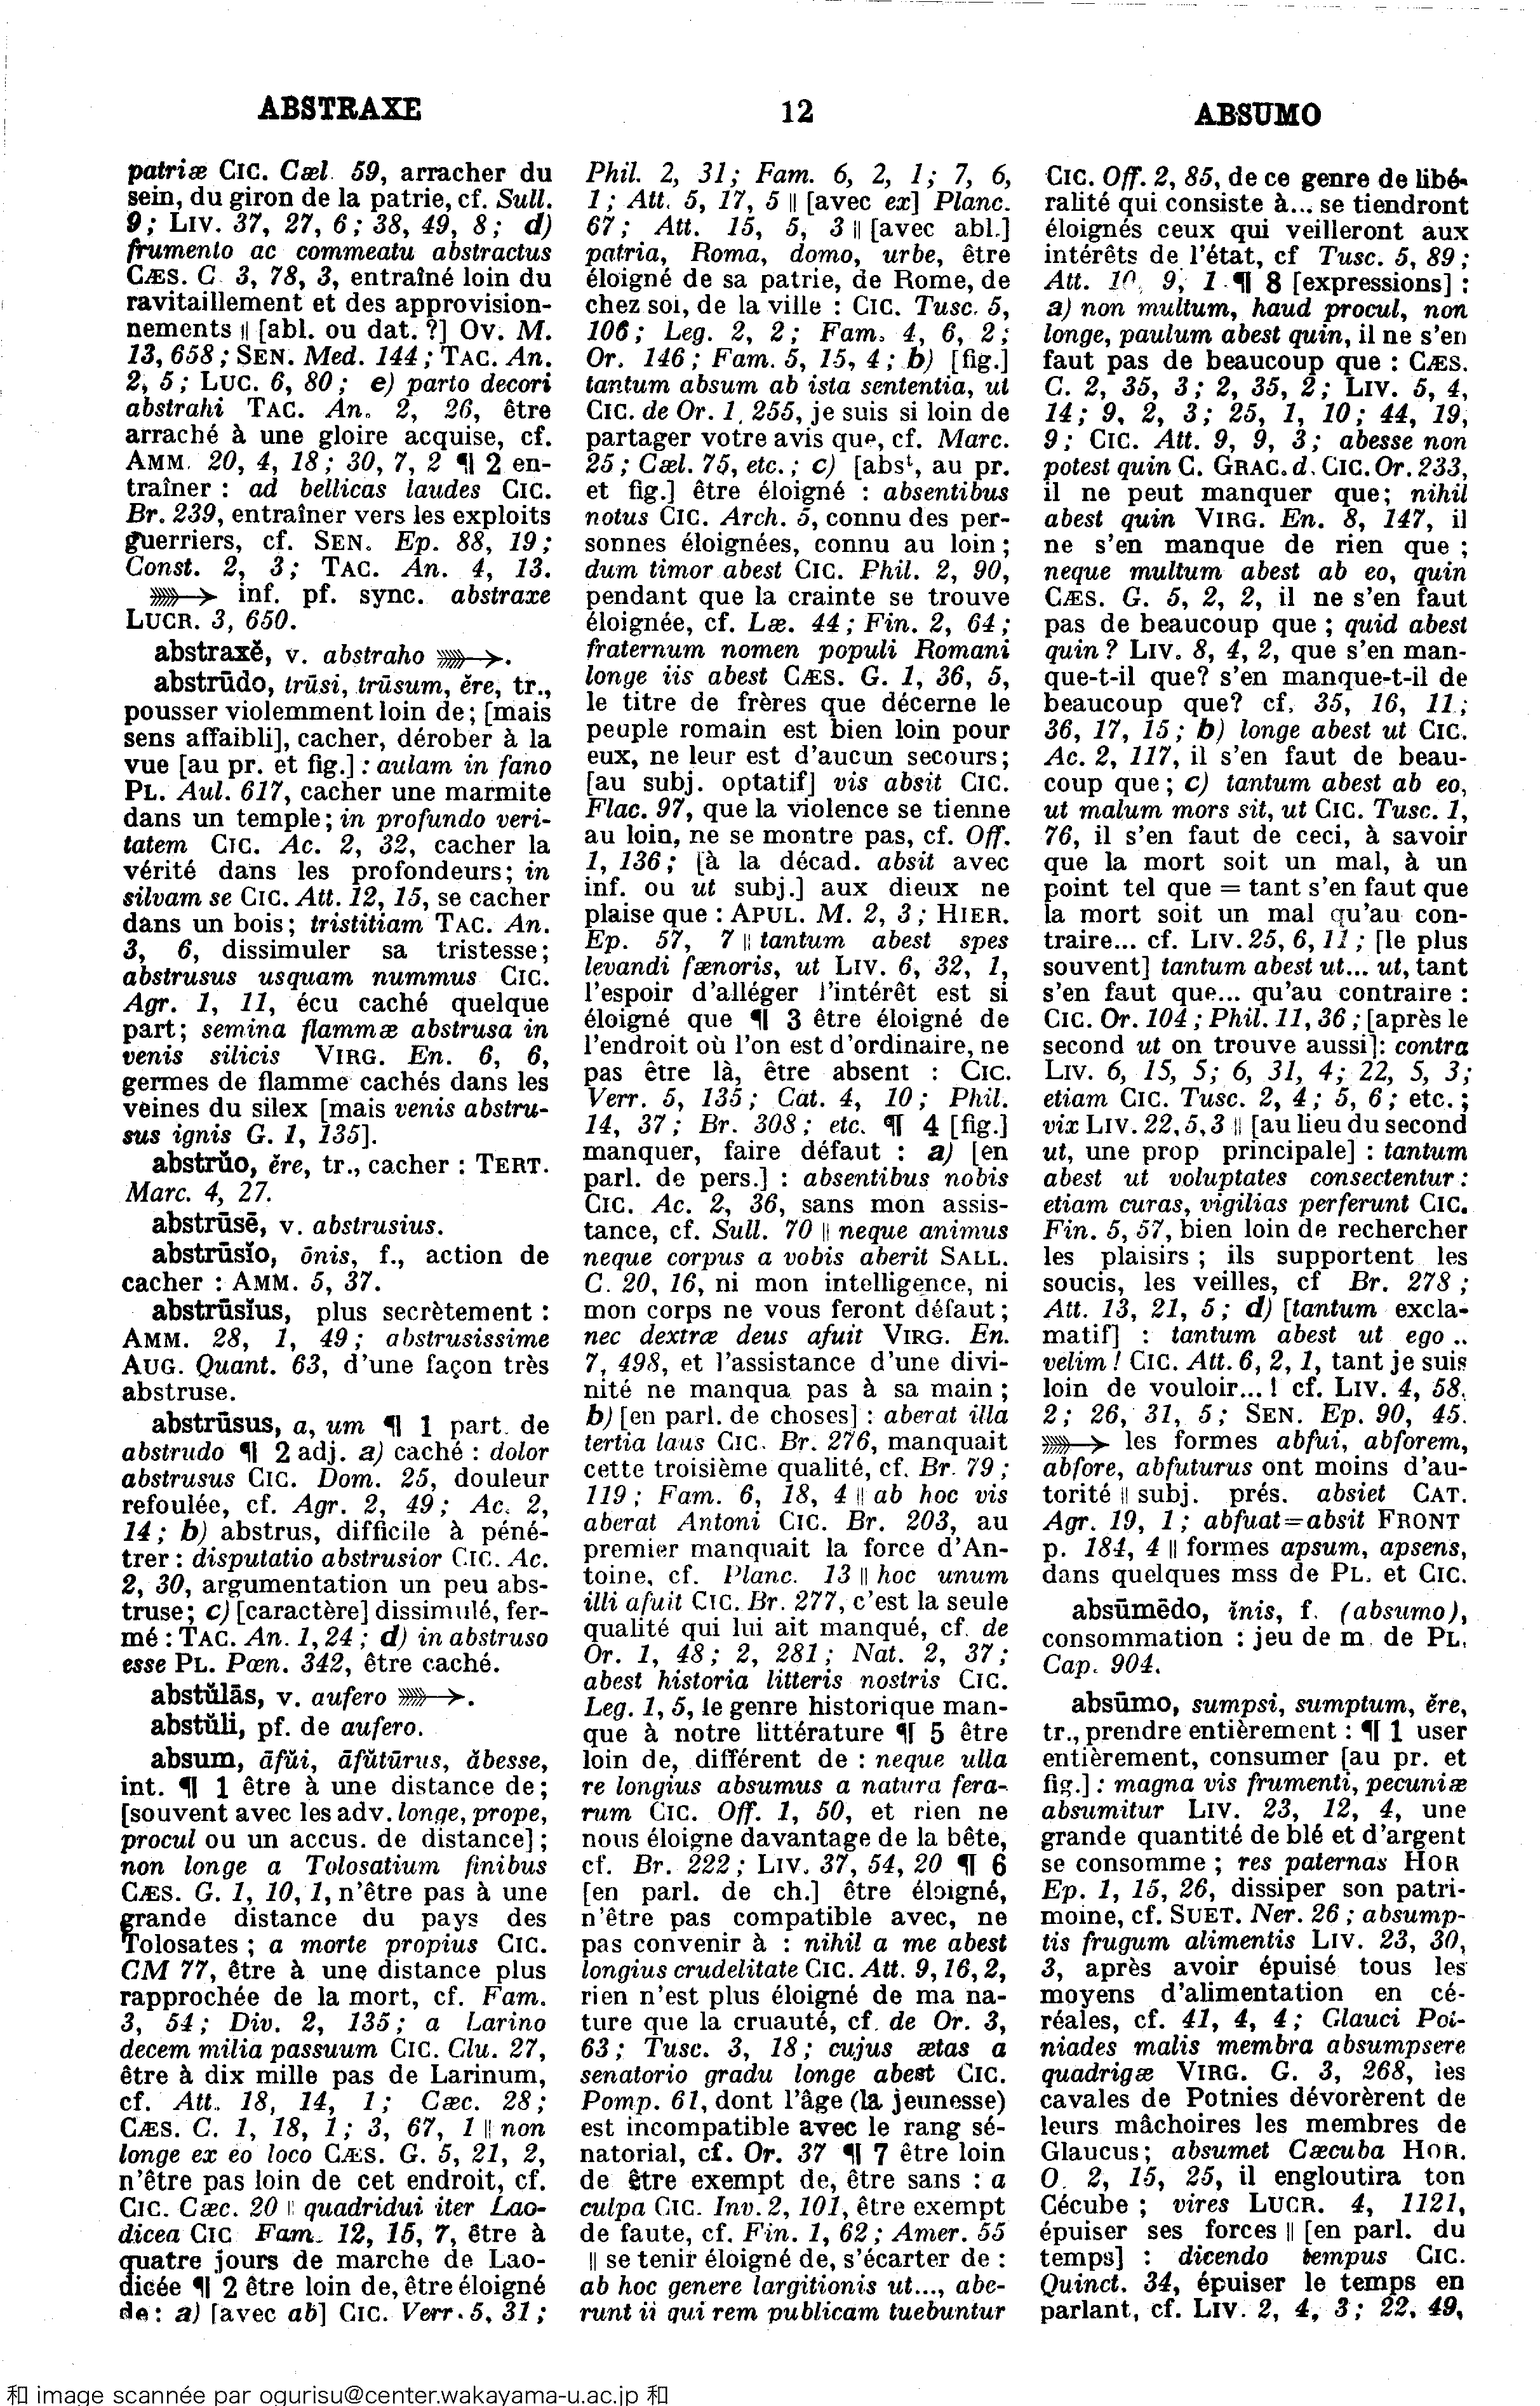 ABSTRAXE
12
ABSUMO
patriæ CIC. Cæl. 59, arracher du
sein, du giron de la patrie, cf. Sull.
9; LIV. 37, 27, 6; 38, 49, 8; d)
frumento ac commeatu abstractus
CÆS. C. 3, 78, 3, entraîné loin du
ravitaillement et des approvision-
nements || [abl. ou dat. ?] OV. M.
13, 658; SEN. Med. 144; TAC. An.
2, 5; LUC. 6, 80; e) parto decori
abstrahi TAC. An. 2, 26, être
arraché à une gloire acquise, cf.
AMM. 20, 4, 18; 30, 7, 2 ¶ 2 en-
traîner : ad bellicas laudes CIC.
Br. 239, entraîner vers les exploits
guerriers, cf. SEN. Ep. 88, 19;
Const. 2, 3; TAC. An. 4, 13.
⟫⟶ inf. pf. sync. abstraxe
LUCR. 3, 650.
abstraxĕ, v. abstraho ⟫⟶.
abstrūdo, trūsi, trūsum, ĕre, tr.,
pousser violemment loin de; [mais
sens affaibli], cacher, dérober à la
vue [au pr. et fig.] : aulam in fano
PL. Aul. 617, cacher une marmite
dans un temple; in profundo veri-
tatem CIC. Ac. 2, 32, cacher la
vérité dans les profondeurs; in
silvam se CIC. Att. 12, 15, se cacher
dans un bois; tristitiam TAC. An.
3, 6, dissimuler sa tristesse;
abstrusus usquam nummus CIC.
Agr. 1, 11, écu caché quelque
part; semina flammæ abstrusa in
venis silicis VIRG. En. 6, 6,
germes de flamme cachés dans les
veines du silex [mais venis abstru-
sus ignis G. 1, 135].
abstrŭo, ĕre, tr., cacher : TERT.
Marc. 4, 27.
abstrūsē, v. abstrusius.
abstrūsĭo, ōnis, f., action de
cacher : AMM. 5, 37.
abstrūsĭus, plus secrètement :
AMM. 28, 1, 49; abstrusissime
AUG. Quant. 63, d'une façon très
abstruse.
abstrūsus, a, um ¶ 1 part. de
abstrudo ¶ 2 adj. a) caché : dolor
abstrusus CIC. Dom. 25, douleur
refoulée, cf. Agr. 2, 49; Ac. 2,
14; b) abstrus, difficile à péné-
trer : disputatio abstrusior CIC. Ac.
2, 30, argumentation un peu abs-
truse; c) [caractère] dissimulé, fer-
mé : TAC. An. 1, 24; d) in abstruso
esse PL. Pœn. 342, être caché.
abstŭlās, v. aufero ⟫⟶.
abstŭli, pf. de aufero.
absum, āfŭi, āfŭtūrus, ăbesse,
int. ¶ 1 être à une distance de;
[souvent avec les adv. longe, prope,
procul ou un accus. de distance];
non longe a Tolosatium finibus
CÆS. G. 1, 10, 1, n'être pas à une
grande distance du pays des
Tolosates; a morte propius CIC.
CM 77, être à une distance plus
rapprochée de la mort, cf. Fam.
3, 54; Div. 2, 135; a Larino
decem milia passuum CIC. Clu. 27,
être à dix mille pas de Larinum,
cf. Att. 18, 14, 1; Cæc. 28;
CÆS. C. 1, 18, 1; 3, 67, 1 || non
longe ex eo loco CÆS. G. 5, 21, 2,
n'être pas loin de cet endroit, cf.
CIC. Cæc. 20 || quadridui iter Lao-
dicea CIC Fam. 12, 15, 7, être à
quatre jours de marche de Lao-
dicée ¶ 2 être loin de, être éloigné
de : a) [avec ab] CIC. Verr. 5, 31;
Phil. 2, 31; Fam. 6, 2, 1; 7, 6,
1; Att. 5, 17, 5 || [avec ex] Planc.
67; Att. 15, 5, 3 || [avec abl.]
patria, Roma, domo, urbe, être
éloigné de sa patrie, de Rome, de
chez soi, de la ville : CIC. Tusc. 5,
106; Leg. 2, 2; Fam. 4, 6, 2;
Or. 146; Fam. 5, 15, 4; b) [fig.]
tantum absum ab ista sententia, ut
CIC. de Or. 1, 255, je suis si loin de
partager votre avis que, cf. Marc.
25; Cæl. 75, etc.; c) [absᵗ, au pr.
et fig.] être éloigné : absentibus
notus CIC. Arch. 5, connu des per-
sonnes éloignées, connu au loin;
dum timor abest CIC. Phil. 2, 90,
pendant que la crainte se trouve
éloignée, cf. Læ. 44; Fin. 2, 64;
fraternum nomen populi Romani
longe iis abest CÆS. G. 1, 36, 5,
le titre de frères que décerne le
peuple romain est bien loin pour
eux, ne leur est d'aucun secours;
[au subj. optatif] vis absit CIC.
Flac. 97, que la violence se tienne
au loin, ne se montre pas, cf. Off.
1, 136; [à la décad. absit avec
inf. ou ut subj.] aux dieux ne
plaise que : APUL. M. 2, 3; HIER.
Ep. 57, 7 || tantum abest spes
levandi fænoris, ut LIV. 6, 32, 1,
l'espoir d'alléger l'intérêt est si
éloigné que ¶ 3 être éloigné de
l'endroit où l'on est d'ordinaire, ne
pas être là, être absent : CIC.
Verr. 5, 135; Cat. 4, 10; Phil.
14, 37; Br. 308; etc. ¶ 4 [fig.]
manquer, faire défaut : a) [en
parl. de pers.] : absentibus nobis
CIC. Ac. 2, 36, sans mon assis-
tance, cf. Sull. 70 || neque animus
neque corpus a vobis aberit SALL.
C. 20, 16, ni mon intelligence, ni
mon corps ne vous feront défaut;
nec dextræ deus afuit VIRG. En.
7, 498, et l'assistance d'une divi-
nité ne manqua pas à sa main;
b) [en parl. de choses] : aberat illa
tertia laus CIC. Br. 276, manquait
cette troisième qualité, cf. Br. 79;
119; Fam. 6, 18, 4 || ab hoc vis
aberat Antoni CIC. Br. 203, au
premier manquait la force d'An-
toine, cf. Planc. 13 || hoc unum
illi afuit CIC. Br. 277, c'est la seule
qualité qui lui ait manqué, cf. de
Or. 1, 48; 2, 281; Nat. 2, 37;
abest historia litteris nostris CIC.
Leg. 1, 5, le genre historique man-
que à notre littérature ¶ 5 être
loin de, différent de : neque ulla
re longius absumus a natura fera-
rum CIC. Off. 1, 50, et rien ne
nous éloigne davantage de la bête,
cf. Br. 222; LIV. 37, 54, 20 ¶ 6
[en parl. de ch.] être éloigné,
n'être pas compatible avec, ne
pas convenir à : nihil a me abest
longius crudelitate CIC. Att. 9, 16, 2,
rien n'est plus éloigné de ma na-
ture que la cruauté, cf. de Or. 3,
63; Tusc. 3, 18; cujus ætas a
senatorio gradu longe abest CIC.
Pomp. 61, dont l'âge (la jeunesse)
est incompatible avec le rang sé-
natorial, cf. Or. 37 ¶ 7 être loin
de être exempt de, être sans : a
culpa CIC. Inv. 2, 101, être exempt
de faute, cf. Fin. 1, 62; Amer. 55
|| se tenir éloigné de, s'écarter de :
ab hoc genere largitionis ut..., abe-
runt ii qui rem publicam tuebuntur
CIC. Off. 2, 85, de ce genre de libé-
ralité qui consiste à... se tiendront
éloignés ceux qui veilleront aux
intérêts de l'état, cf Tusc. 5, 89;
Att. 10, 9, 1 ¶ 8 [expressions] :
a) non multum, haud procul, non
longe, paulum abest quin, il ne s'en
faut pas de beaucoup que : CÆS.
C. 2, 35, 3; 2, 35, 2; LIV. 5, 4,
14; 9, 2, 3; 25, 1, 10; 44, 19,
9; CIC. Att. 9, 9, 3; abesse non
potest quin C. GRAC. d. CIC. Or. 233,
il ne peut manquer que; nihil
abest quin VIRG. En. 8, 147, il
ne s'en manque de rien que;
neque multum abest ab eo, quin
CÆS. G. 5, 2, 2, il ne s'en faut
pas de beaucoup que; quid abest
quin? LIV. 8, 4, 2, que s'en man-
que-t-il que? s'en manque-t-il de
beaucoup que? cf. 35, 16, 11;
36, 17, 15; b) longe abest ut CIC.
Ac. 2, 117, il s'en faut de beau-
coup que; c) tantum abest ab eo,
ut malum mors sit, ut CIC. Tusc. 1,
76, il s'en faut de ceci, à savoir
que la mort soit un mal, à un
point tel que = tant s'en faut que
la mort soit un mal qu'au con-
traire... cf. LIV. 25, 6, 11; [le plus
souvent] tantum abest ut... ut, tant
s'en faut que... qu'au contraire :
CIC. Or. 104; Phil. 11, 36; [après le
second ut on trouve aussi]: contra
LIV. 6, 15, 5; 6, 31, 4; 22, 5, 3;
etiam CIC. Tusc. 2, 4; 5, 6; etc.;
vix LIV. 22, 5, 3 || [au lieu du second
ut, une prop principale] : tantum
abest ut voluptates consectentur :
etiam curas, vigilias perferunt CIC.
Fin. 5, 57, bien loin de rechercher
les plaisirs; ils supportent les
soucis, les veilles, cf Br. 278;
Att. 13, 21, 5; d) [tantum excla-
matif] : tantum abest ut ego ..
velim! CIC. Att. 6, 2, 1, tant je suis
loin de vouloir...! cf. LIV. 4, 58,
2; 26, 31, 5; SEN. Ep. 90, 45.
⟫⟶ les formes abfui, abforem,
abfore, abfuturus ont moins d'au-
torité || subj. prés. absiet CAT.
Agr. 19, 1; abfuat=absit FRONT
p. 184, 4 || formes apsum, apsens,
dans quelques mss de PL. et CIC.
absūmēdo, ĭnis, f. (absumo),
consommation : jeu de m. de PL.
Cap. 904.
absūmo, sumpsi, sumptum, ĕre,
tr., prendre entièrement : ¶ 1 user
entièrement, consumer [au pr. et
fig.] : magna vis frumenti, pecuniæ
absumitur LIV. 23, 12, 4, une
grande quantité de blé et d'argent
se consomme; res paternas HOR
Ep. 1, 15, 26, dissiper son patri-
moine, cf. SUET. Ner. 26; absump-
tis frugum alimentis LIV. 23, 30,
3, après avoir épuisé tous les
moyens d'alimentation en cé-
réales, cf. 41, 4, 4; Glauci Poi-
niades malis membra absumpsere
quadrigæ VIRG. G. 3, 268, les
cavales de Potnies dévorèrent de
leurs mâchoires les membres de
Glaucus; absumet Cæcuba HOR.
O. 2, 15, 25, il engloutira ton
Cécube; vires LUCR. 4, 1121,
épuiser ses forces || [en parl. du
temps] : dicendo tempus CIC.
Quinct. 34, épuiser le temps en
parlant, cf. LIV. 2, 4, 3; 22, 49,
和 image scannée par ogurisu@center.wakayama-u.ac.jp 和